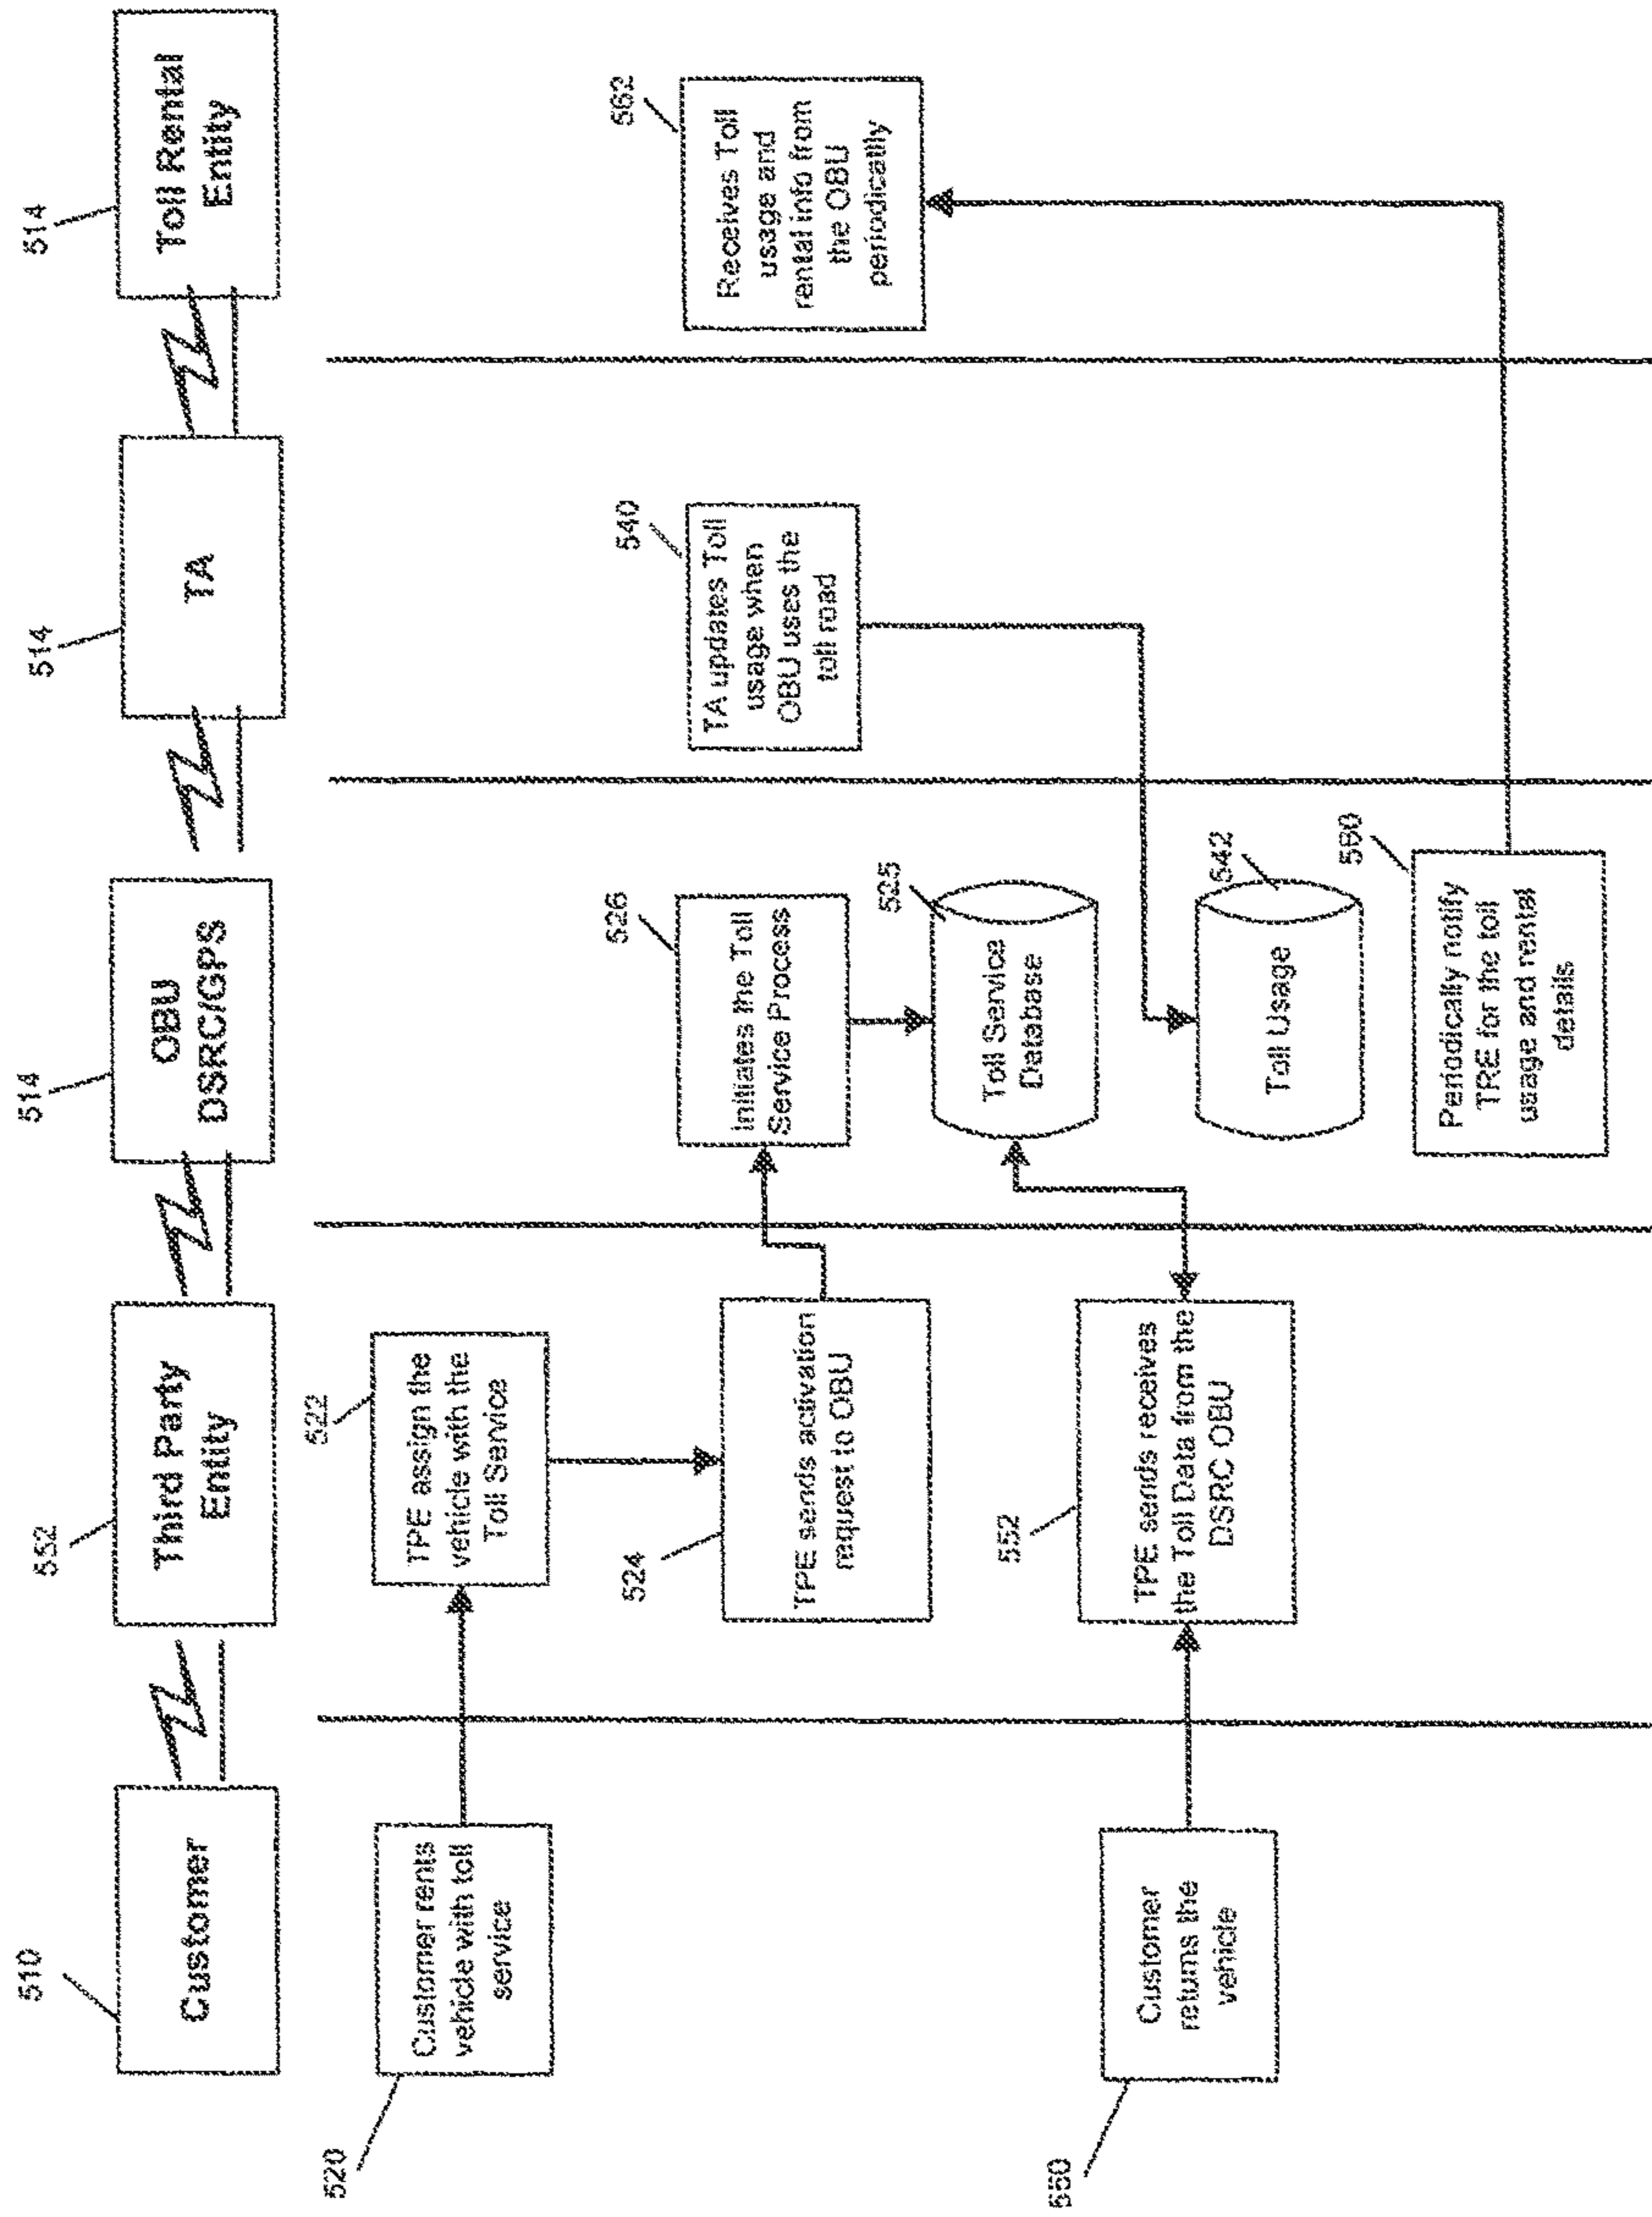 510
Customer
552
Third Party
Entity
514
OBU
DSRC/GPS
514
TA
514
Toll Rental
Entity
520
Customer rents
vehicle with toll
service
522
TPE assign the
vehicle with the
Toll Service
524
TPE sends activation
request to OBU
526
Initiates the Toll
Service Process
525
Toll Service
Database
540
TA updates Toll
usage when
OBU uses the
toll road
542
Toll Usage
550
Customer
returns the
vehicle
552
TPE sends receives
the Toll Data from the
DSRC OBU
560
Periodically notify
TRE for the toll
usage and rental
details
562
Receives Toll
usage and
rental info from
the OBU
periodically